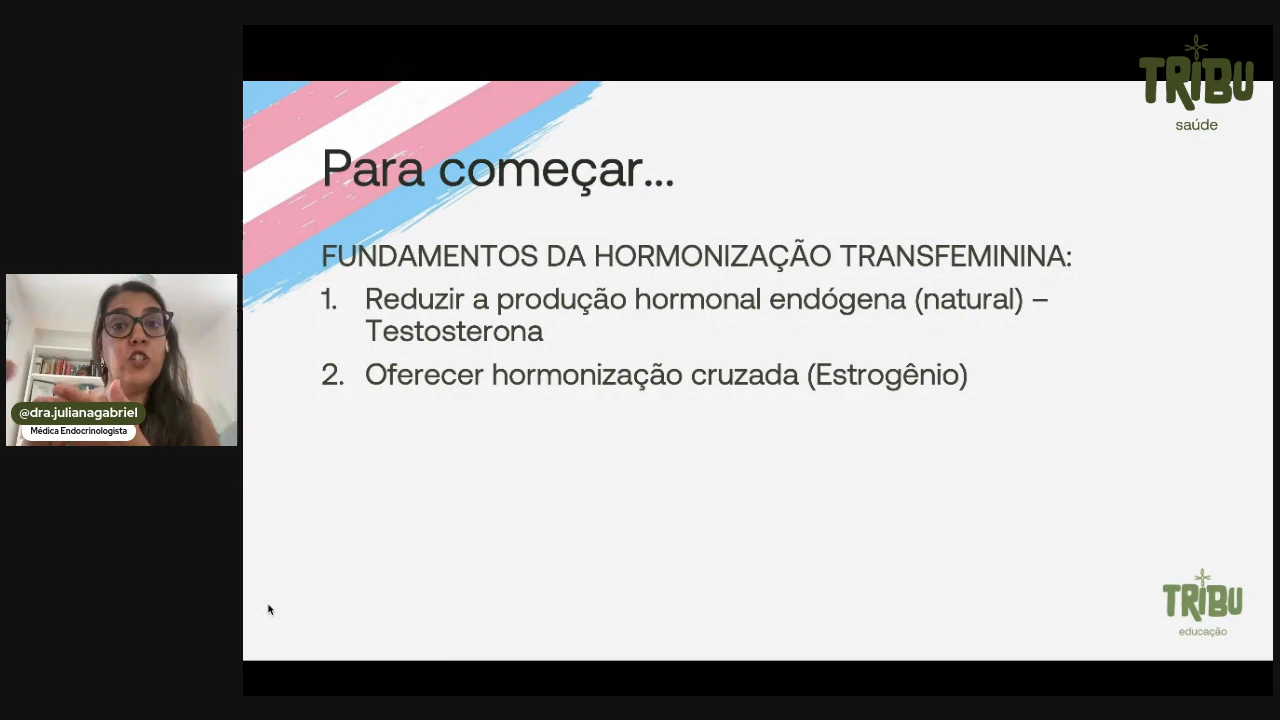 TRIBU
saúde
Para começar...
FUNDAMENTOS DA HORMONIZAÇÃO TRANSFEMININA:
1. Reduzir a produção hormonal endógena (natural) –
Testosterona
2. Oferecer hormonização cruzada (Estrogênio)
@dra.julianagabriel
Médica Endocrinologista
TRIBU
educação